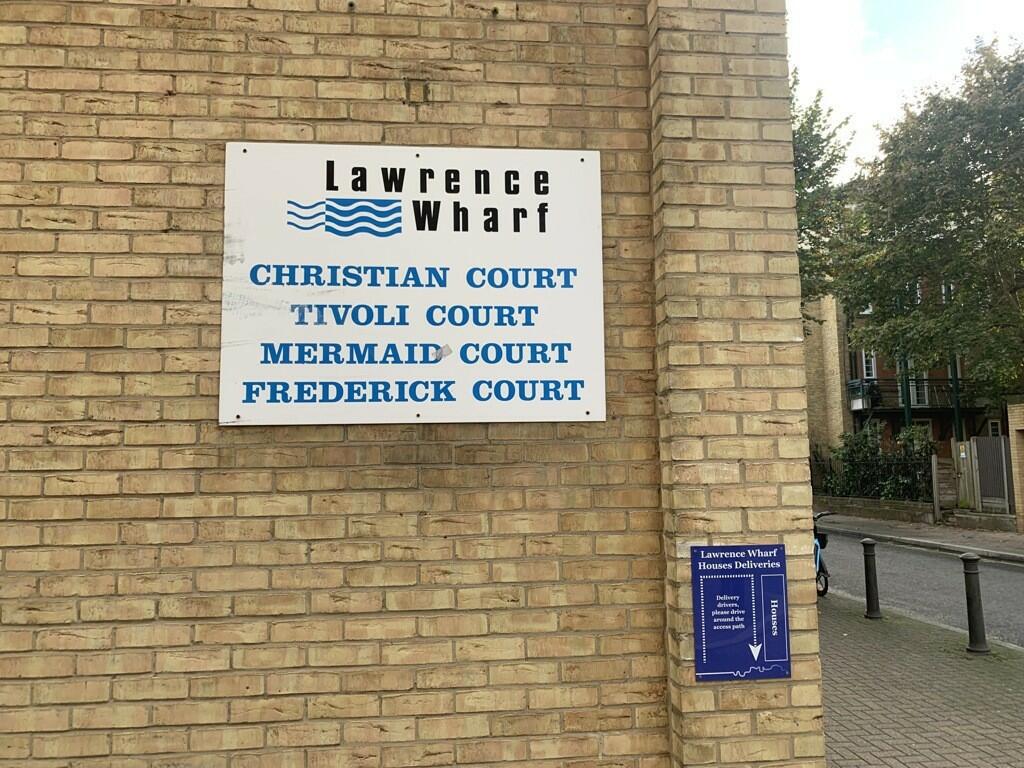 Lawrence
Wharf
CHRISTIAN COURT
TIVOLI COURT
MERMAID COURT
FREDERICK COURT
Lawrence Wharf
Houses Deliveries
Delivery
drivers,
please drive
around the
access path
Houses